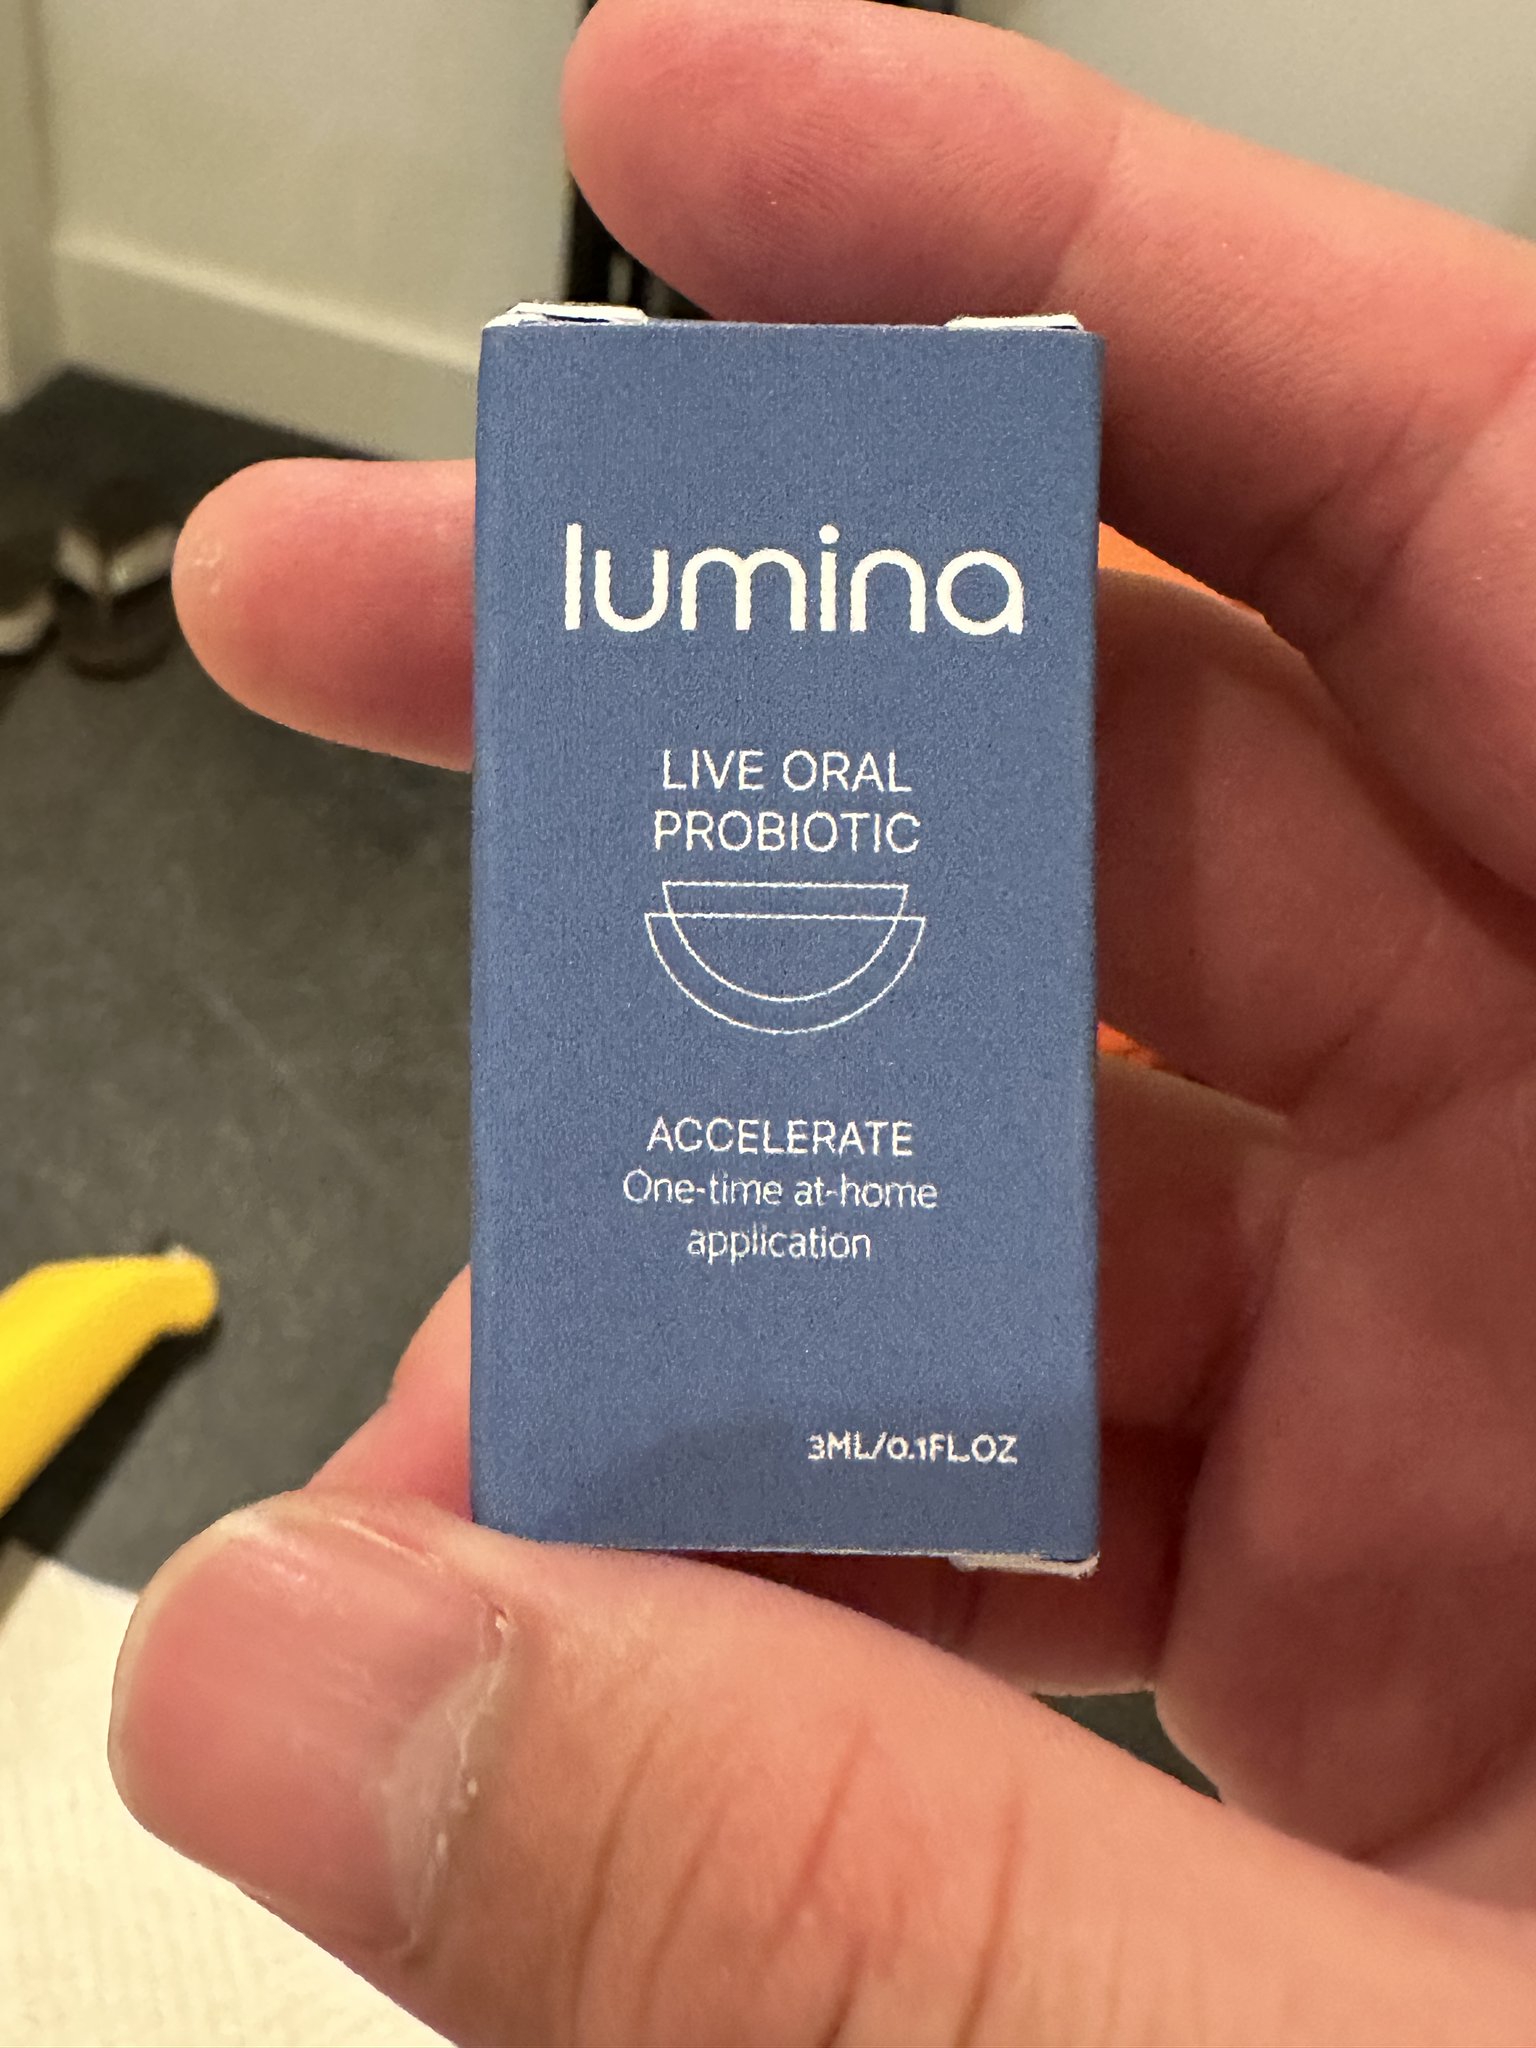 lumina
LIVE ORAL
PROBIOTIC
ACCELERATE
One-time at-home
application
3ML/0.1FL.OZ